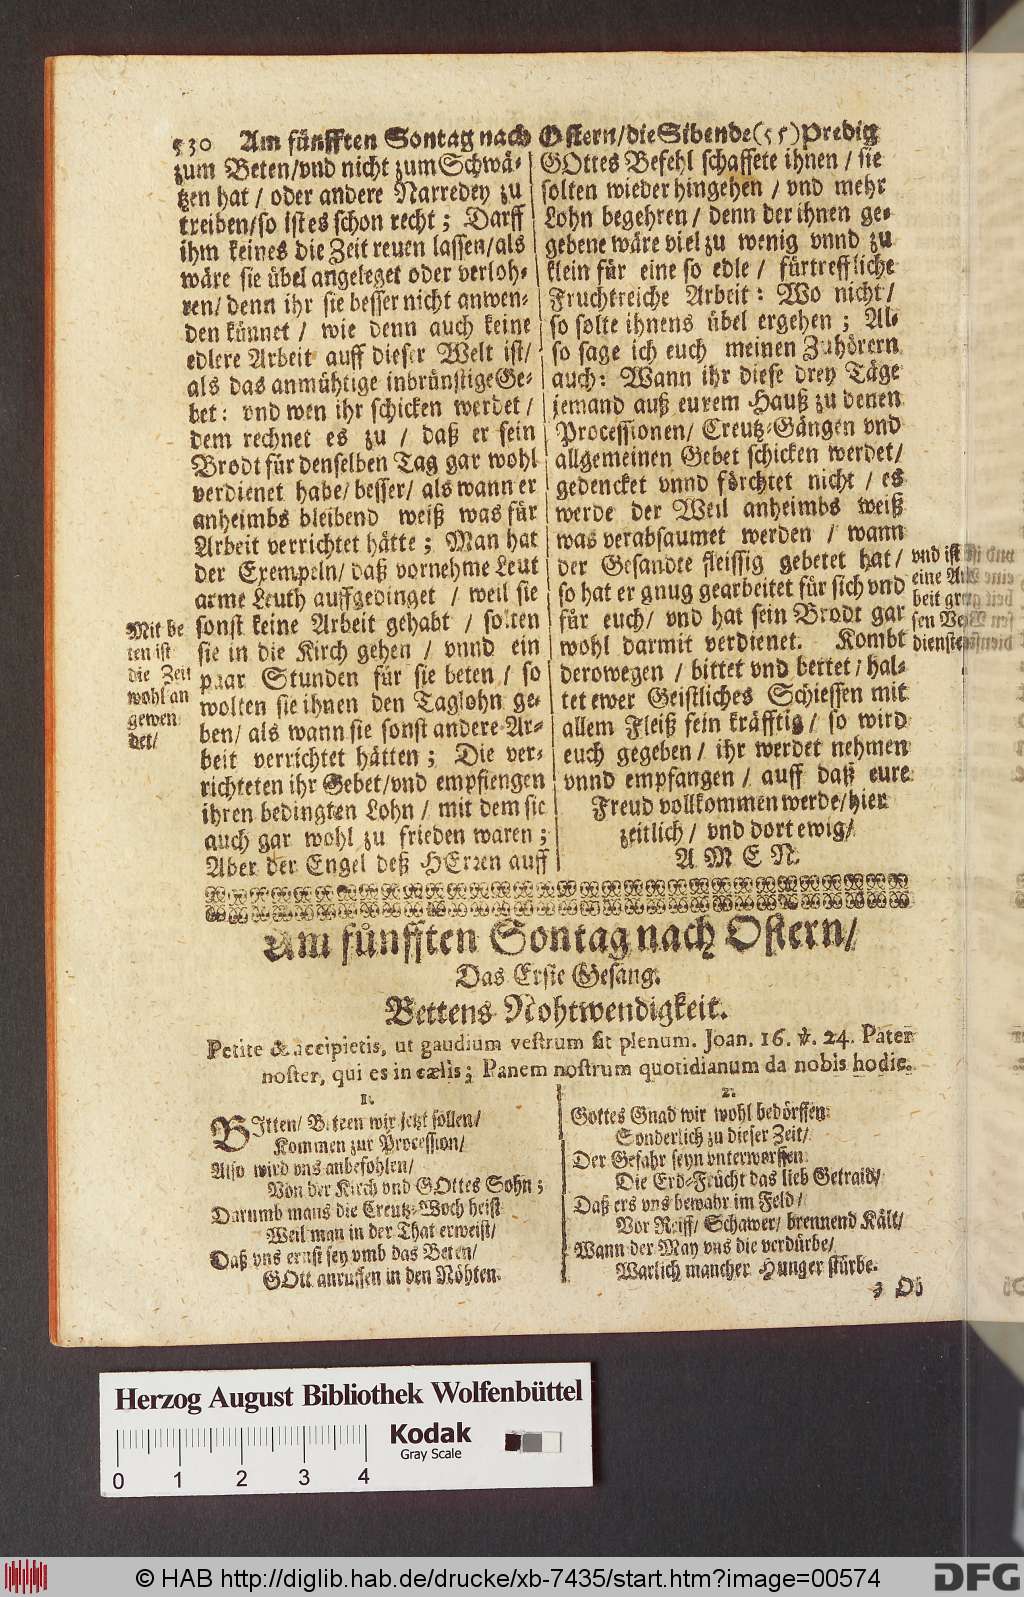 530 Am fünfften Sontag nach Ostern/die Sibende (55) Predig
zum Beten/vnd nicht zum Schwä-
tzen hat / oder andere Narredey zu
treiben/so ist es schon recht; Darff
ihm keines die Zeit reuen lassen/als
wäre sie übel angeleget oder verloh-
ren/denn ihr sie besser nicht anwen-
den künnet / wie denn auch keine
edlere Arbeit auff dieser Welt ist/
als das anmühtige inbrünstige Ge-
bet: vnd wen ihr schicken werdet /
dem rechnet es zu / daß er sein
Brodt für denselben Tag gar wohl
verdienet habe/besser/als wann er
anheimbs bleibend weiß was für
Arbeit verrichtet hätte; Man hat
der Exempeln/daß vornehme Leut
arme Leuth auffgedinget / weil sie
sonst keine Arbeit gehabt / solten
sie in die Kirch gehen / vnnd ein
paar Stunden für sie beten / so
wolten sie ihnen den Taglohn ge-
ben/als wann sie sonst andere Ar-
beit verrichtet hätten; Die ver-
richteten ihr Gebet/vnd empfiengen
ihren bedingten Lohn / mit dem sie
auch gar wohl zu frieden waren;
Aber der Engel deß HErren auff
Mit be
ten ist
die Zeit
wohl an
gewen
det/
GOttes Befehl schaffete ihnen / sie
solten wieder hingehen / vnd mehr
Lohn begehren / denn der ihnen ge-
gebene wäre viel zu wenig vnnd zu
klein für eine so edle / fürtreffliche
Fruchtreiche Arbeit: Wo nicht /
so solte ihnens übel ergehen; Al-
so sage ich euch meinen Zuhörern
auch: Wann ihr diese drey Täge
jemand auß eurem Hauß zu denen
Processionen/ Creutz-Gängen vnd
allgemeinen Gebet schicken werdet/
gedencket vnnd förchtet nicht / es
werde der Weil anheimbs weiß
was verabsaumet werden / wann
der Gesandte fleissig gebetet hat/
so hat er gnug gearbeitet für sich vnd
für euch/ vnd hat sein Brodt gar
wohl darmit verdienet. Kombt
derowegen / bittet vnd bettet/hal-
tet ewer Geistliches Schiessen mit
allem Fleiß fein kräfftig / so wird
euch gegeben / ihr werdet nehmen
vnnd empfangen / auff daß eure
Freud vollkommen werde/hier
zeitlich / vnd dort ewig/
A M E N.
vnd ist
eine Ar
beit
sen Ve
dienste
Am fünfften Sontag nach Ostern/
Das Erste Gesang.
Bettens Nohtwendigkeit.
Petite & accipietis, ut gaudium vestrum sit plenum. Joan. 16. ℣. 24. Pater
noster, qui es in cælis; Panem nostrum quotidianum da nobis hodie.
1.
BItten/ Beteen wir jetzt sollen/
Kommen zur Procession/
Also wird vns anbefohlen/
Von der Kirch vnd GOttes Sohn;
Darumb mans die Creutz-Woch heist
Weil man in der That erweist/
Daß vns ernst sey vmb das Beten/
GOtt anruffen in den Nöhten.
2.
Gottes Gnad wir wohl bedörffen
Sonderlich zu dieser Zeit/
Der Gefahr seyn vnterworffen
Die Erd-Frücht das lieb Getraid/
Daß ers vns bewahr im Feld/
Vor Reiff/ Schawer/ brennend Kält/
Wann der May vns die verdürbe/
Warlich mancher Hunger stürbe.
3 Ob
Herzog August Bibliothek Wolfenbüttel
Kodak
Gray Scale
0 1 2 3 4
© HAB http://diglib.hab.de/drucke/xb-7435/start.htm?image=00574
DFG